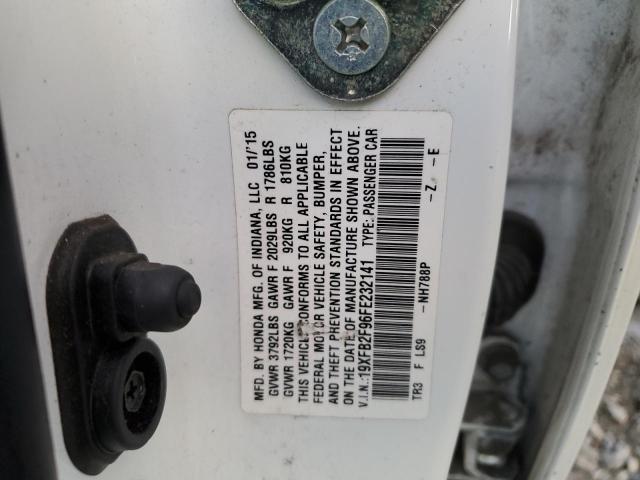 MFD. BY HONDA MFG. OF INDIANA, LLC 01/'15
GVWR 3792LBS GAWR F 2029LBS R 1786LBS
GVWR 1720KG GAWR F 920KG R 810KG
THIS VEHICLE CONFORMS TO ALL APPLICABLE
FEDERAL MOTOR VEHICLE SAFETY, BUMPER,
AND THEFT PREVENTION STANDARDS IN EFFECT
ON THE DATE OF MANUFACTURE SHOWN ABOVE.
V.I.N.:19XFB2F96FE232141 TYPE: PASSENGER CAR
TR3 F LS9 -NH788P -Z -E